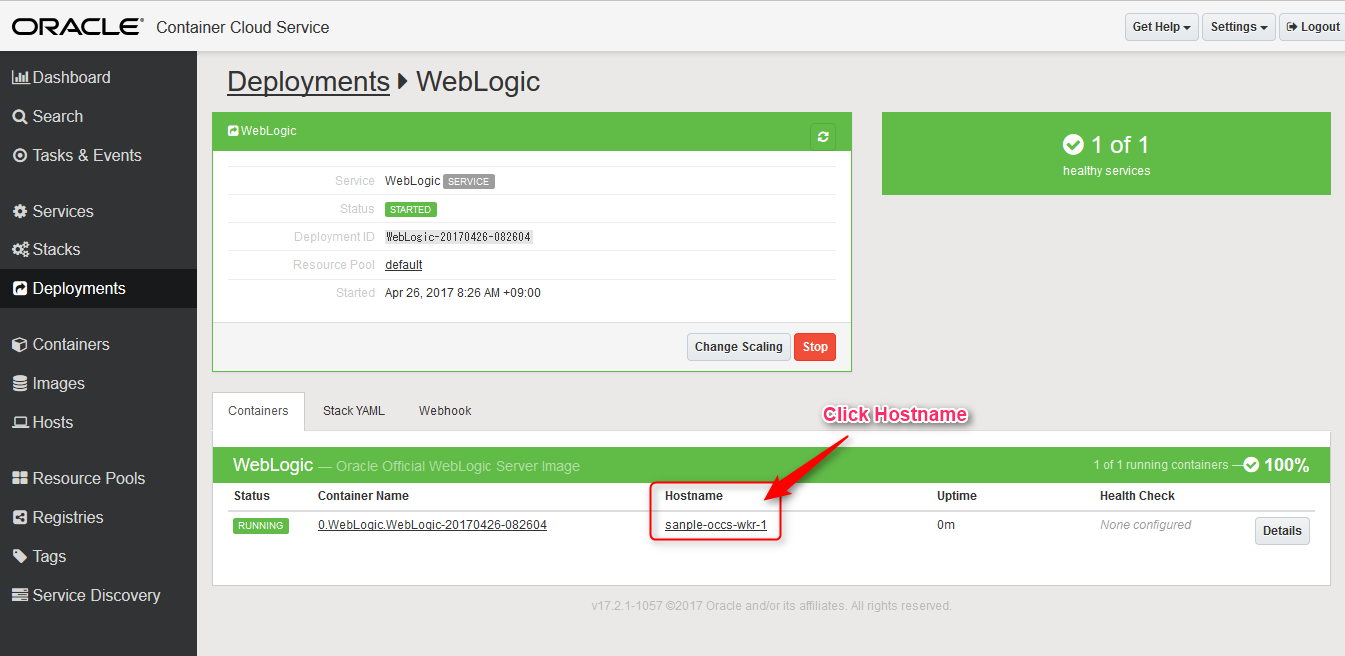 ORACLE® Container Cloud Service
Get Help Settings Logout
Dashboard
Search
Tasks & Events
Services
Stacks
Deployments
Containers
Images
Hosts
Resource Pools
Registries
Tags
Service Discovery
Deployments WebLogic
WebLogic
Service WebLogic SERVICE
Status STARTED
Deployment ID WebLogic-20170426-082604
Resource Pool default
Started Apr 26, 2017 8:26 AM +09:00
Change Scaling Stop
1 of 1
healthy services
Containers Stack YAML Webhook
Click Hostname
WebLogic — Oracle Official WebLogic Server Image 1 of 1 running containers — 100%
Status Container Name Hostname Uptime Health Check
RUNNING 0.WebLogic.WebLogic-20170426-082604 sanple-occs-wkr-1 0m None configured Details
v17.2.1-1057 ©2017 Oracle and/or its affiliates. All rights reserved.